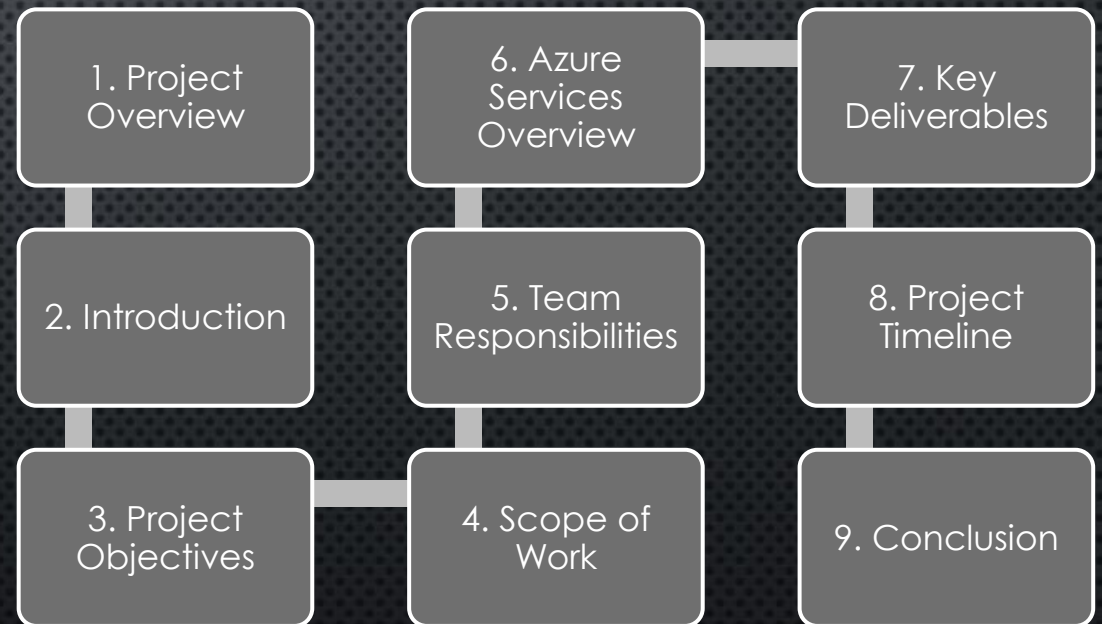 1. Project
Overview
2. Introduction
3. Project
Objectives
4. Scope of
Work
5. Team
Responsibilities
6. Azure
Services
Overview
7. Key
Deliverables
8. Project
Timeline
9. Conclusion